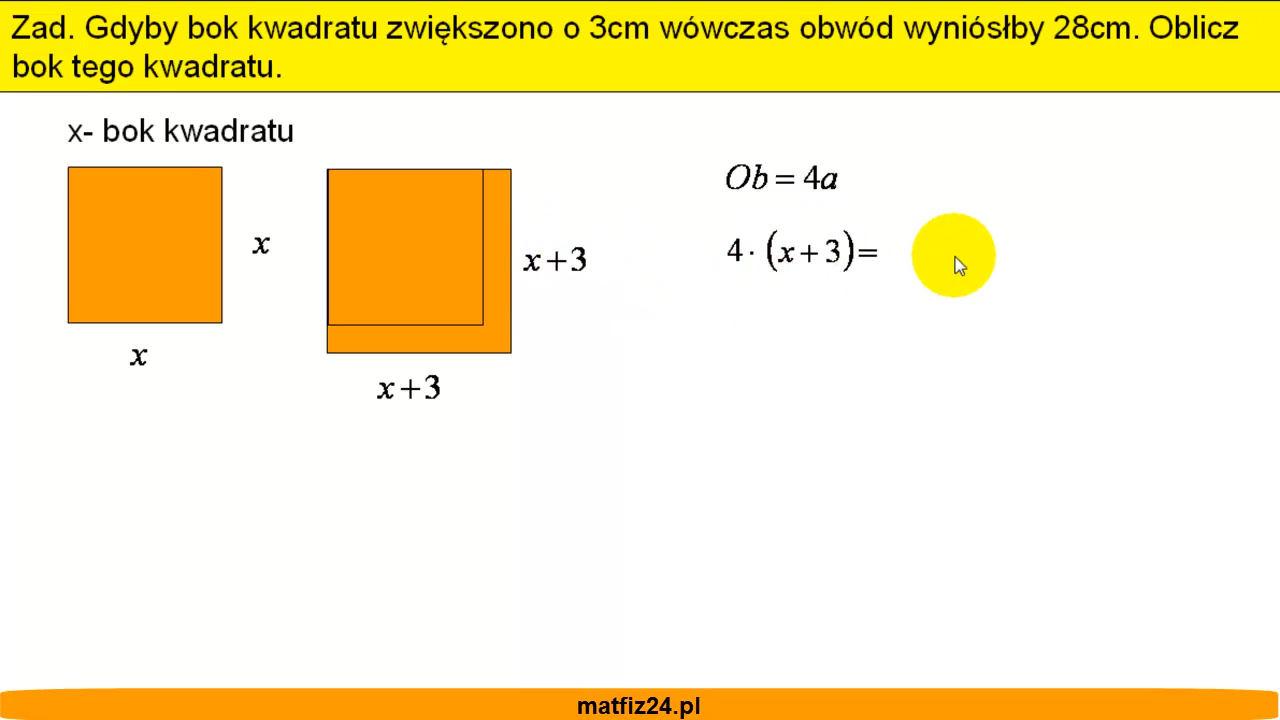 Zad. Gdyby bok kwadratu zwiększono o 3cm wówczas obwód wyniósłby 28cm. Oblicz
bok tego kwadratu.
x- bok kwadratu
x
x
x+3
x+3
Ob = 4a
4 · (x+3)=
matfiz24.pl